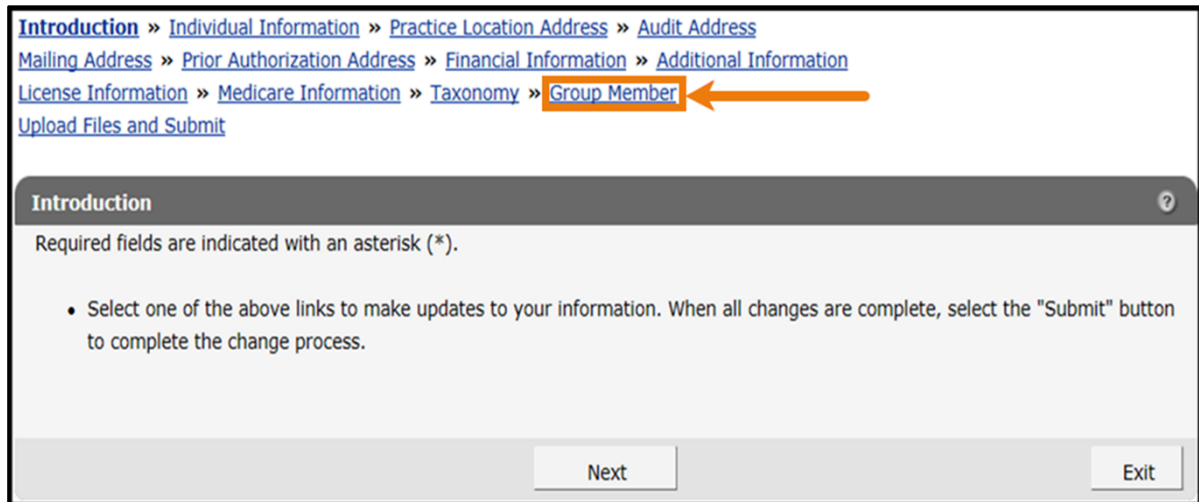 Introduction » Individual Information » Practice Location Address » Audit Address
Mailing Address » Prior Authorization Address » Financial Information » Additional Information
License Information » Medicare Information » Taxonomy » Group Member
Upload Files and Submit
Introduction ?
Required fields are indicated with an asterisk (*).
• Select one of the above links to make updates to your information. When all changes are complete, select the "Submit" button
to complete the change process.
Next Exit